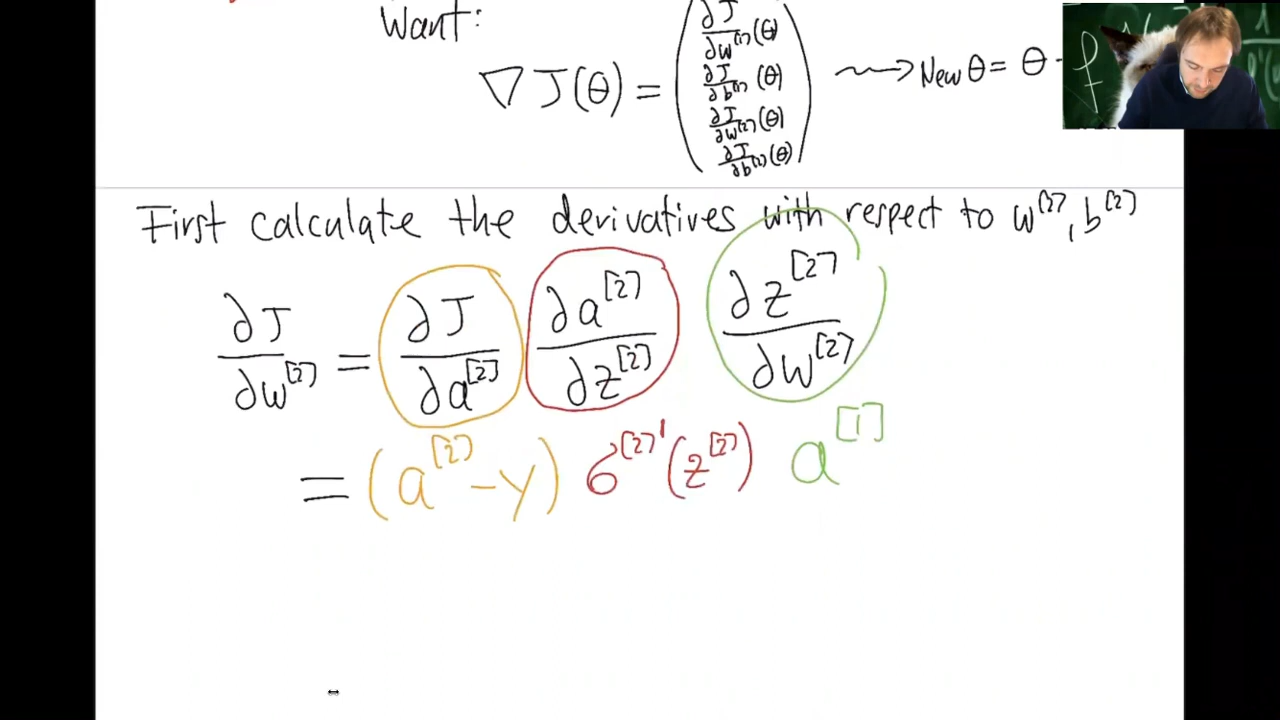 Want:
∇J(θ) = (∂J/∂w^[1](θ) ∂J/∂b^[1](θ) ∂J/∂w^[2](θ) ∂J/∂b^[2](θ)) ⇝ New θ = θ -
First calculate the derivatives with respect to w^[2], b^[2]
∂J/∂w^[2] = ∂J/∂a^[2] ∂a^[2]/∂z^[2] ∂z^[2]/∂w^[2]
= (a^[2] - y) σ^[2]'(z^[2]) a^[1]